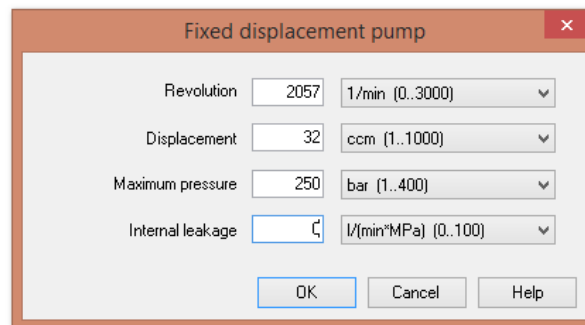 Fixed displacement pump
Revolution 2057 1/min (0..3000)
Displacement 32 ccm (1..1000)
Maximum pressure 250 bar (1..400)
Internal leakage l/(min*MPa) (0..100)
OK Cancel Help